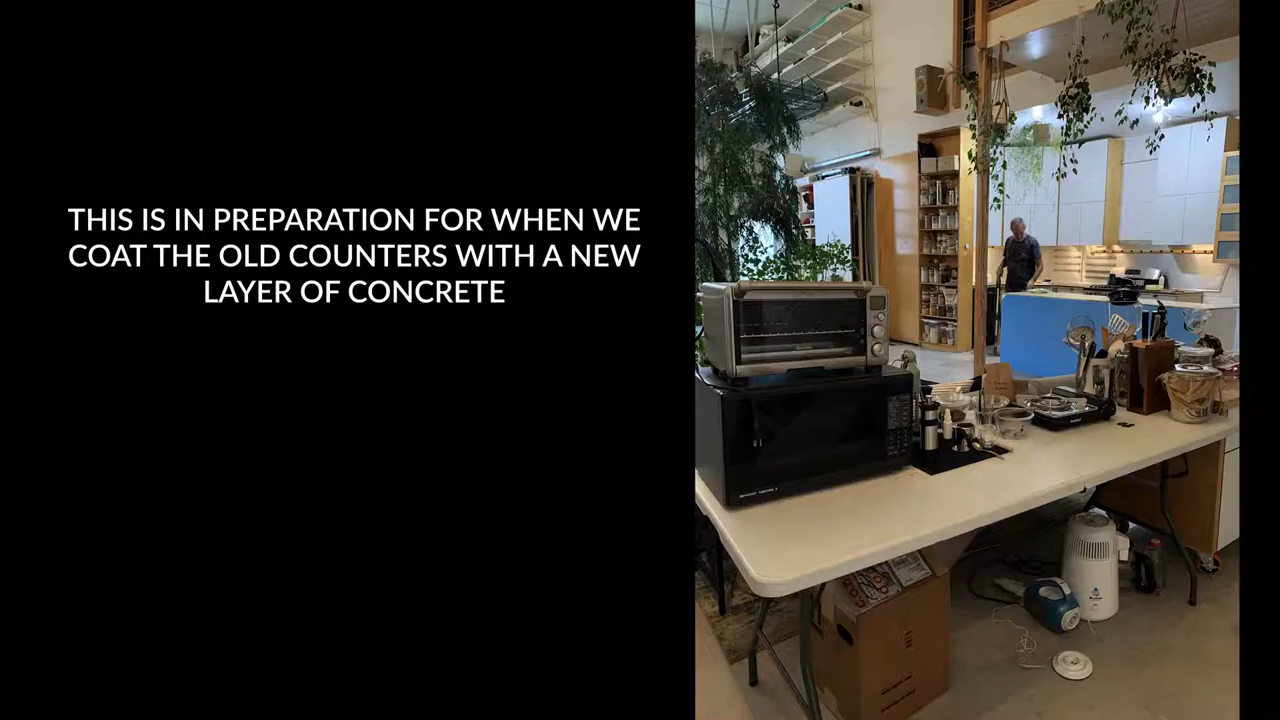 THIS IS IN PREPARATION FOR WHEN WE
COAT THE OLD COUNTERS WITH A NEW
LAYER OF CONCRETE